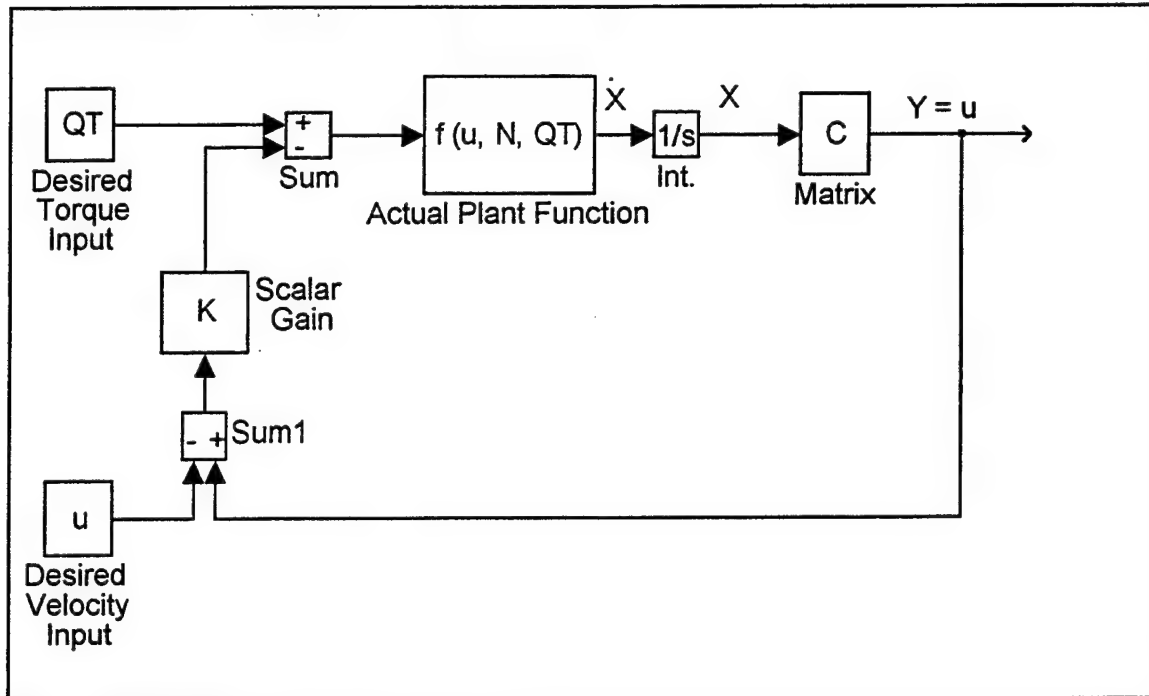 QT
Desired
Torque
Input
+
-
Sum
f (u, N, QT)
Actual Plant Function
Ẋ
1/s
Int.
X
C
Matrix
Y = u
K
Scalar
Gain
- +
Sum1
u
Desired
Velocity
Input